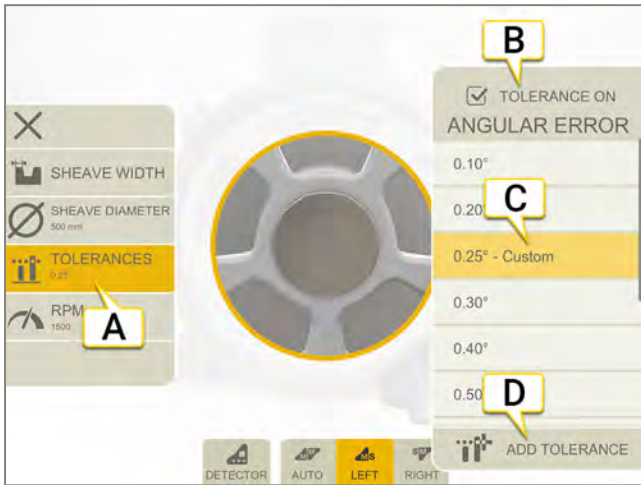 B
TOLERANCE ON
ANGULAR ERROR
SHEAVE WIDTH
SHEAVE DIAMETER
500 mm
TOLERANCES
0.25
RPM
1500
A
0.10°
0.20
C
0.25° - Custom
0.30°
0.40°
0.50
D
ADD TOLERANCE
DETECTOR
AUTO
LEFT
RIGHT